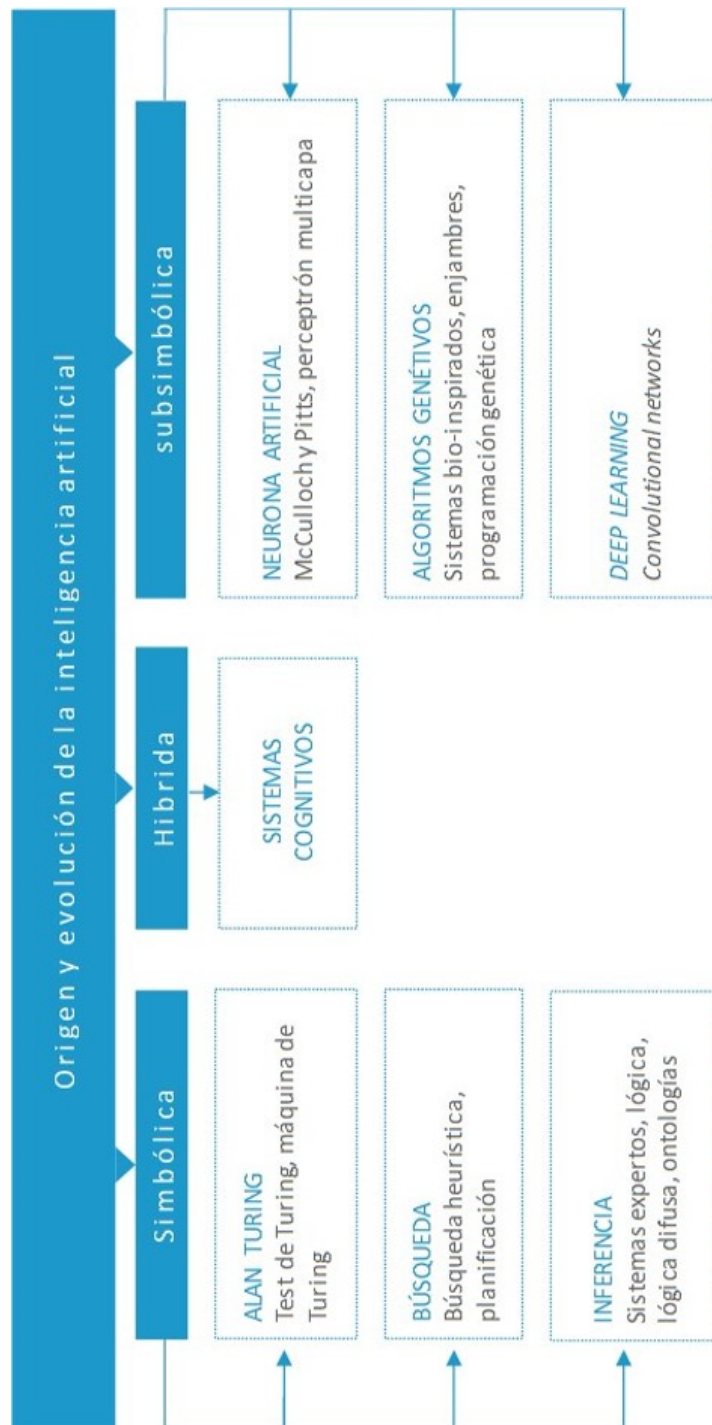 Origen y evolución de la inteligencia artificial
Simbólica
ALAN TURING
Test de Turing, máquina de
Turing
BÚSQUEDA
Búsqueda heurística,
planificación
INFERENCIA
Sistemas expertos, lógica,
lógica difusa, ontologías
Hibrida
SISTEMAS
COGNITIVOS
subsimbólica
NEURONA ARTIFICIAL
McCulloch y Pitts, perceptrón multicapa
ALGORITMOS GENÉTIVOS
Sistemas bio-inspirados, enjambres,
programación genética
DEEP LEARNING
Convolutional networks